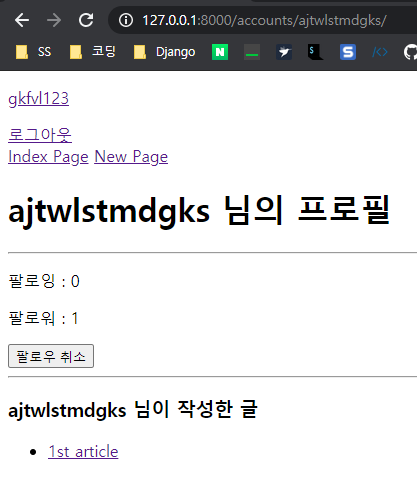 127.0.0.1:8000/accounts/ajtwlstmdgks/
SS 코딩 Django N S
gkfvl123
로그아웃
Index Page New Page
ajtwlstmdgks 님의 프로필
팔로잉 : 0
팔로워 : 1
팔로우 취소
ajtwlstmdgks 님이 작성한 글
1st article